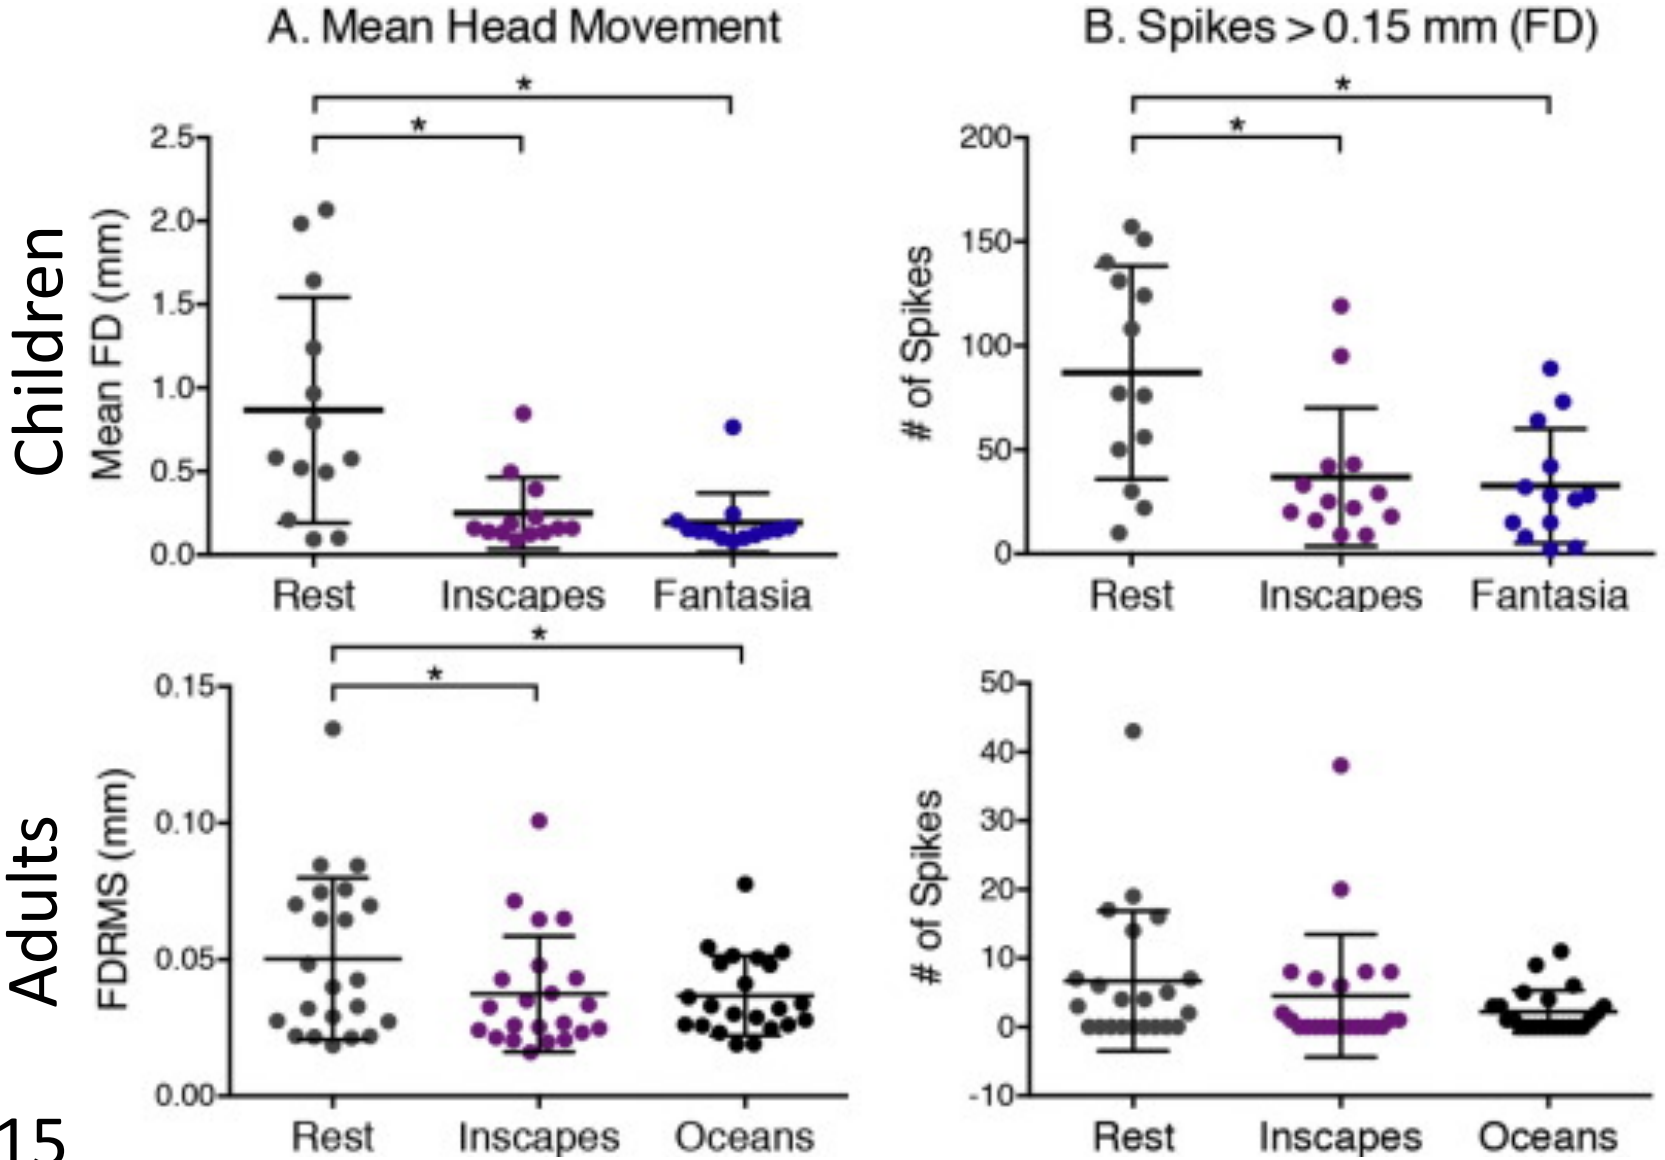 A. Mean Head Movement
B. Spikes > 0.15 mm (FD)
Children
Mean FD (mm)
*
*
2.5
2.0
1.5
1.0
0.5
0.0
Rest Inscapes Fantasia
# of Spikes
*
*
200
150
100
50
0
Rest Inscapes Fantasia
Adults
FDRMS (mm)
*
*
0.15
0.10
0.05
0.00
Rest Inscapes Oceans
# of Spikes
50
40
30
20
10
0
-10
Rest Inscapes Oceans
15